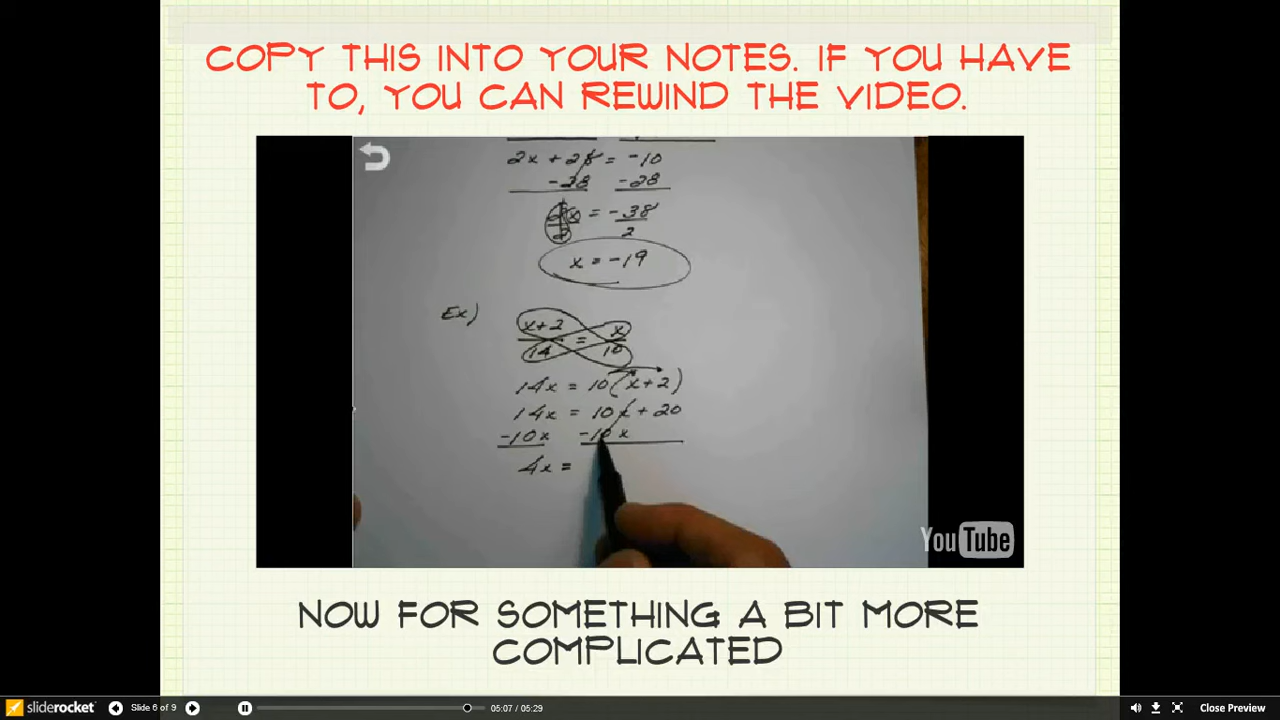 COPY THIS INTO YOUR NOTES. IF YOU HAVE
TO, YOU CAN REWIND THE VIDEO.
2x + 28 = -10
-28 -28
2x = -38
2 2
x = -19
Ex)
x+2 = x
14 10
14x = 10(x+2)
14x = 10x + 20
-10x -10x
4x =
YouTube
NOW FOR SOMETHING A BIT MORE
COMPLICATED
sliderocket
Slide 6 of 9
05:07 / 05:29
Close Preview